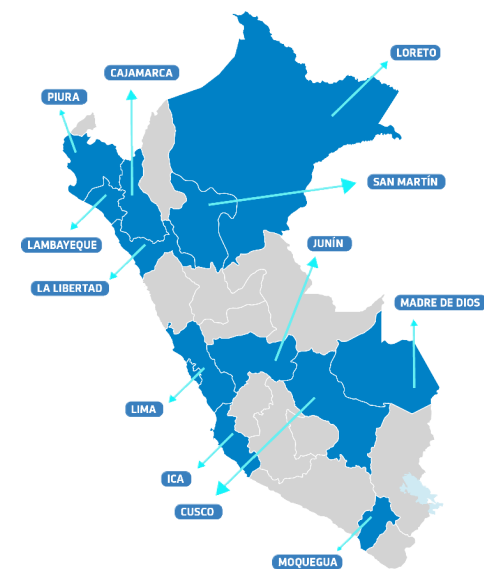 LORETO
CAJAMARCA
PIURA
SAN MARTÍN
LAMBAYEQUE
JUNÍN
LA LIBERTAD
MADRE DE DIOS
LIMA
ICA
CUSCO
MOQUEGUA